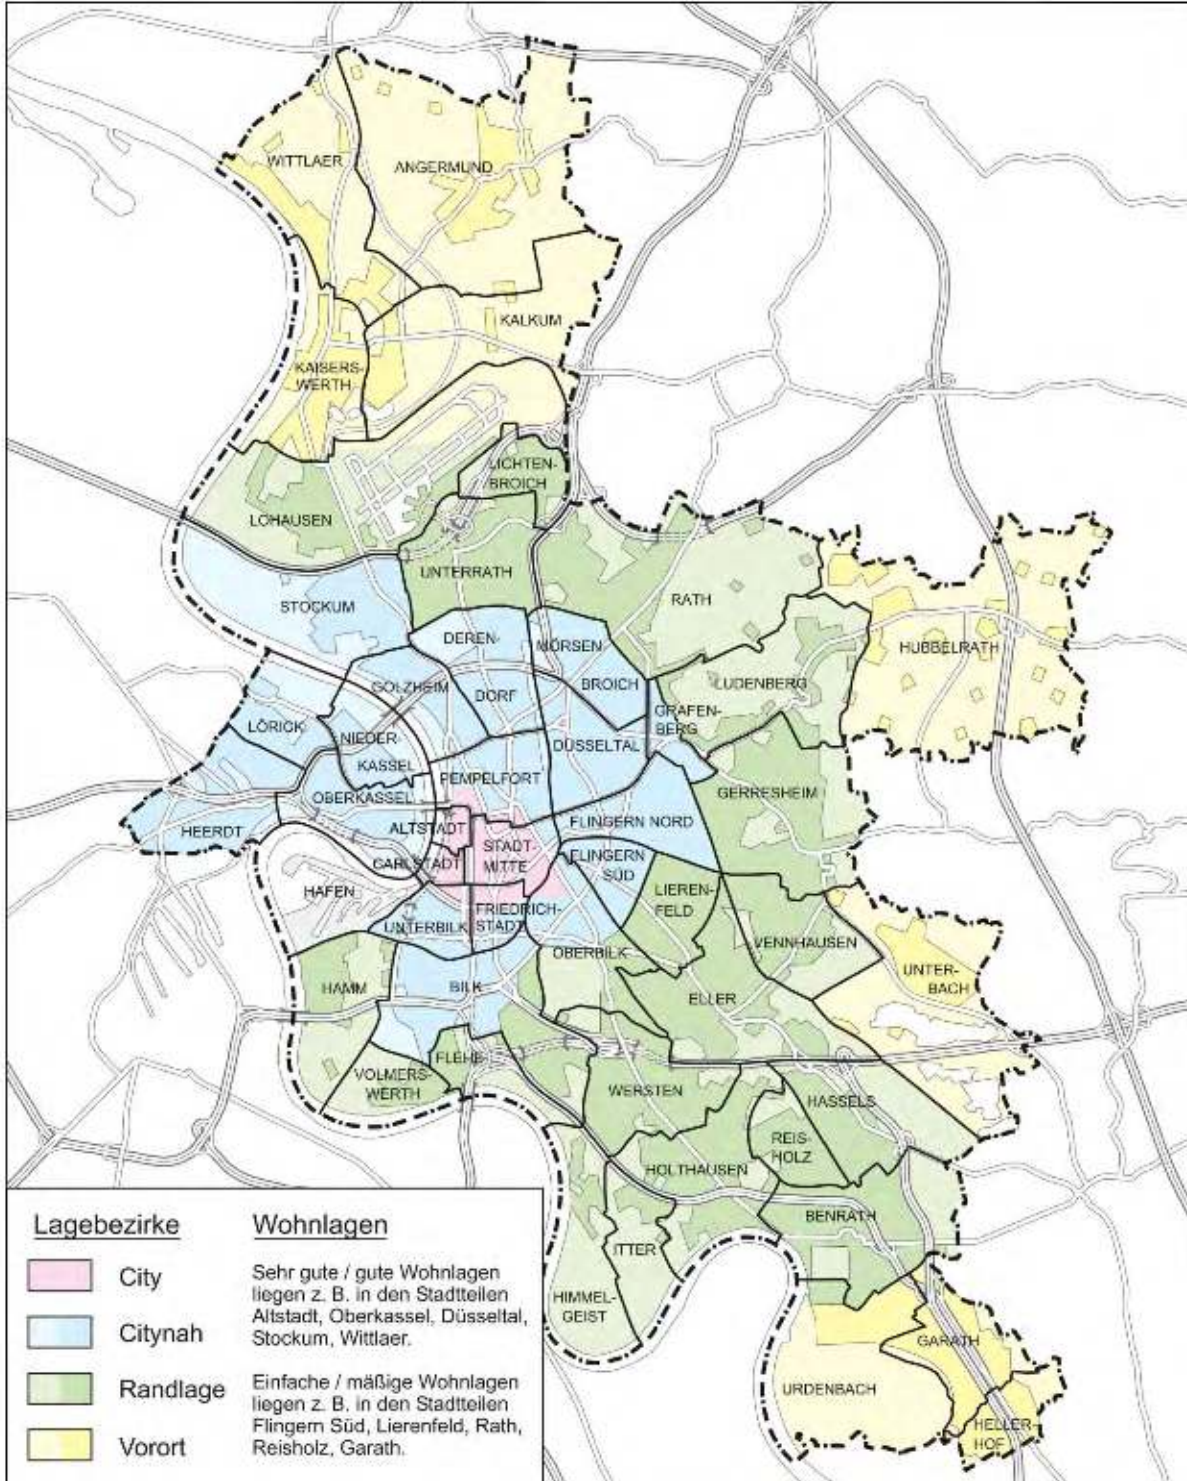 WITTLAER
ANGERMUND
KALKUM
KAISERS-
WERTH
LICHTEN-
BROICH
LOHAUSEN
UNTERRATH
RATH
STOCKUM
DEREN-
DORF
MÖRSEN
BROICH
HUBBELRATH
LUDENBERG
GOLZHEIM
GRAFEN-
BERG
LÖRICK
NIEDER-
KASSEL
DÜSSELTAL
PEMPELFORT
GERRESHEIM
OBERKASSEL
HEERDT
ALTSTADT
FLINGERN NORD
STADT-
MITTE
CARLSTADT
FLINGERN
SÜD
HAFEN
LIEREN-
FELD
UNTERBILK
FRIEDRICH-
STADT
OBERBILK
VENNHAUSEN
UNTER-
BACH
HAMM
BILK
ELLER
FLEHE
VOLMERS-
WERTH
WERSTEN
HASSELS
REIS-
HOLZ
HOLTHAUSEN
BENRATH
ITTER
HIMMEL-
GEIST
GARATH
URDENBACH
HELLER-
HOF
Lagebezirke
City
Citynah
Randlage
Vorort
Wohnlagen
Sehr gute / gute Wohnlagen
liegen z. B. in den Stadtteilen
Altstadt, Oberkassel, Düsseltal,
Stockum, Wittlaer.
Einfache / mäßige Wohnlagen
liegen z. B. in den Stadtteilen
Flingern Süd, Lierenfeld, Rath,
Reisholz, Garath.